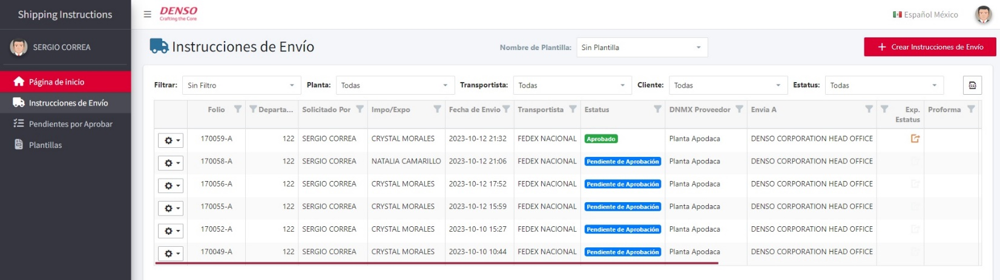 Shipping Instructions
DENSO
Crafting the Core
Español México
SERGIO CORREA
Página de inicio
Instrucciones de Envío
Pendientes por Aprobar
Plantillas
Instrucciones de Envío
Nombre de Plantilla: Sin Plantilla
+ Crear Instrucciones de Envío
Filtrar: Sin Filtro Planta: Todas Transportista: Todas Cliente: Todas Estatus: Todas
Folio Departa... Solicitado Por Impo/Expo Fecha de Envio Transportista Estatus DNMX Proveedor Envia A Exp. Estatus Proforma
170059-A 122 SERGIO CORREA CRYSTAL MORALES 2023-10-12 21:32 FEDEX NACIONAL Aprobado Planta Apodaca DENSO CORPORATION HEAD OFFICE
170058-A 122 SERGIO CORREA NATALIA CAMARILLO 2023-10-12 21:06 FEDEX NACIONAL Pendiente de Aprobación Planta Apodaca DENSO CORPORATION HEAD OFFICE
170056-A 122 SERGIO CORREA CRYSTAL MORALES 2023-10-12 17:52 FEDEX NACIONAL Pendiente de Aprobación Planta Apodaca DENSO CORPORATION HEAD OFFICE
170055-A 122 SERGIO CORREA CRYSTAL MORALES 2023-10-12 15:59 FEDEX NACIONAL Pendiente de Aprobación Planta Apodaca DENSO CORPORATION HEAD OFFICE
170052-A 122 SERGIO CORREA CRYSTAL MORALES 2023-10-10 15:27 FEDEX NACIONAL Pendiente de Aprobación Planta Apodaca DENSO CORPORATION HEAD OFFICE
170049-A 122 SERGIO CORREA CRYSTAL MORALES 2023-10-10 10:44 FEDEX NACIONAL Pendiente de Aprobación Planta Apodaca DENSO CORPORATION HEAD OFFICE